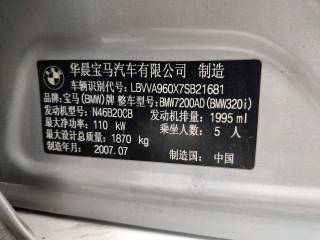 BMW
华晨宝马汽车有限公司 制造
车辆识别代号: LBVVA960X7SB21681
品牌: 宝马(BMW)牌 整车型号: BMW7200AD(BMW320i)
发动机型号: N46B20CB 发动机排量: 1995 ml
最大净功率: 110 kW 乘坐人数: 5 人
最大设计总质量: 1870 kg
制造年月: 2007.07 制造国: 中国